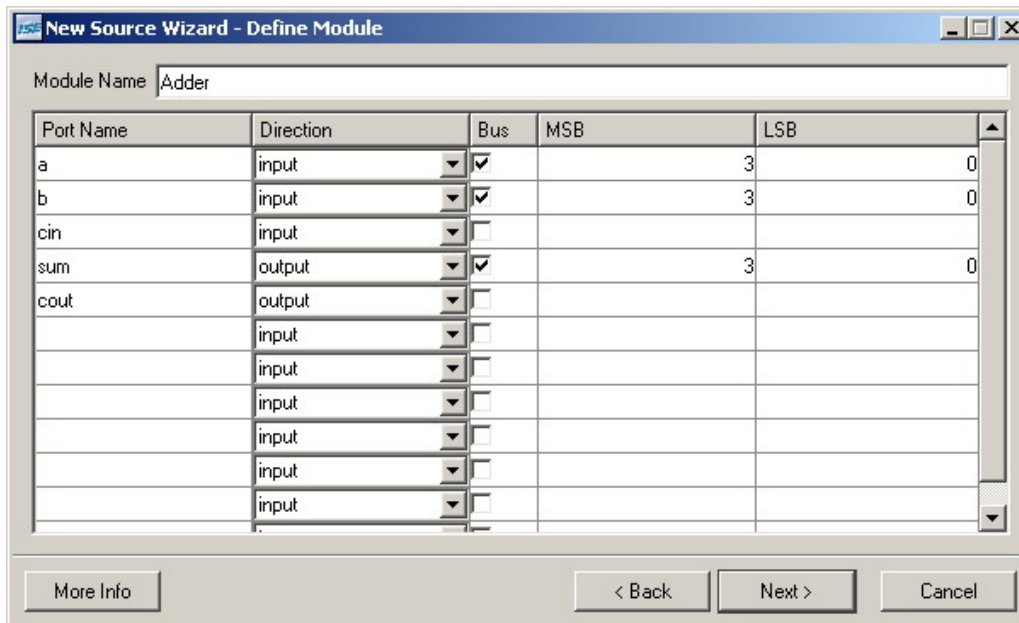 ISE New Source Wizard - Define Module
Module Name Adder
Port Name Direction Bus MSB LSB
a input 3 0
b input 3 0
cin input
sum output 3 0
cout output
input
input
input
input
input
input
More Info < Back Next > Cancel